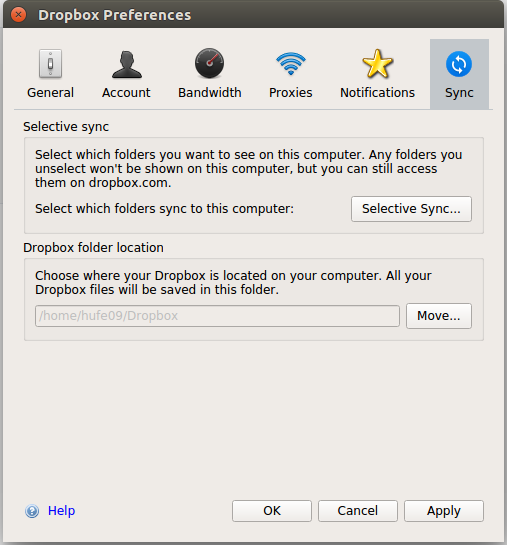 Dropbox Preferences
General Account Bandwidth Proxies Notifications Sync
Selective sync
Select which folders you want to see on this computer. Any folders you
unselect won't be shown on this computer, but you can still access
them on dropbox.com.
Select which folders sync to this computer: Selective Sync...
Dropbox folder location
Choose where your Dropbox is located on your computer. All your
Dropbox files will be saved in this folder.
/home/hufe09/Dropbox Move...
Help OK Cancel Apply